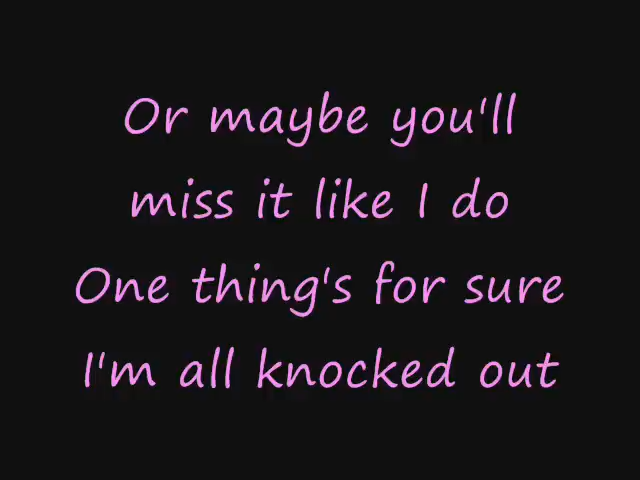 Or maybe you'll
miss it like I do
One thing's for sure
I'm all knocked out